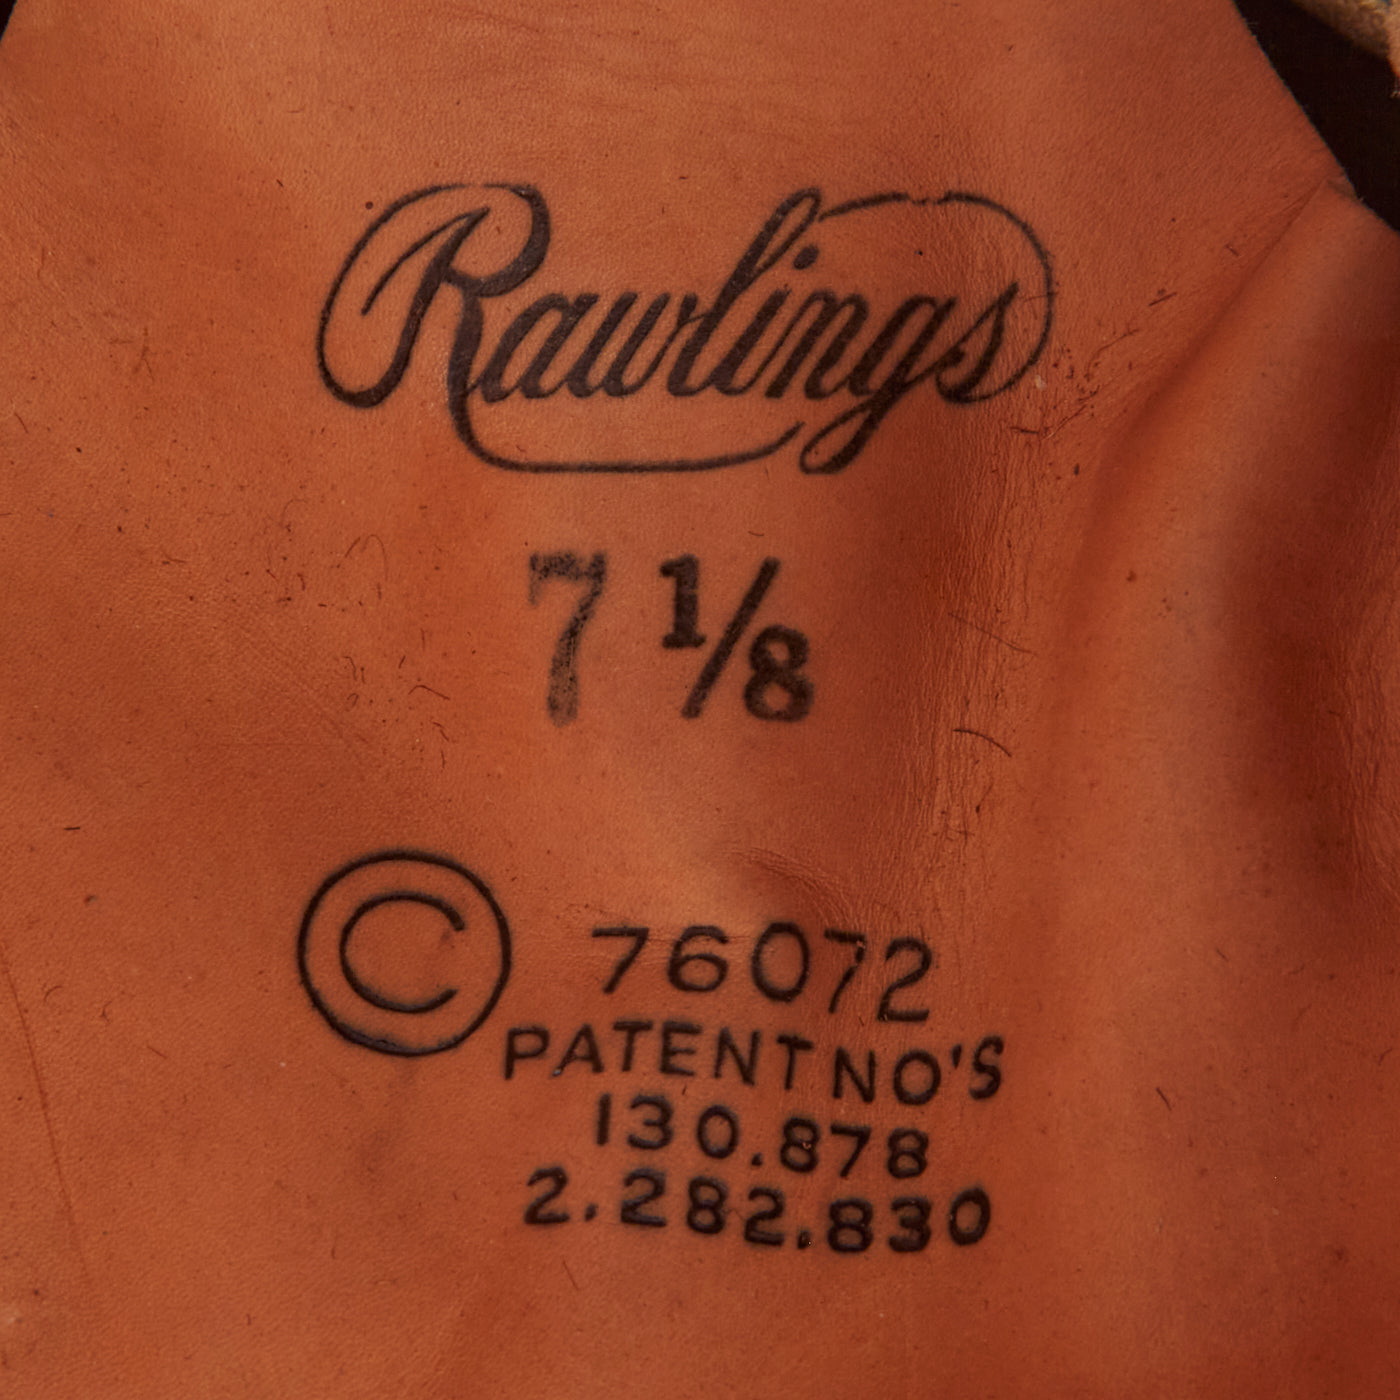 Rawlings
7 1/8
© 76072
PATENT NO'S
130.878
2.282.830